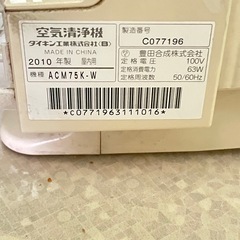 空気清浄機
ダイキン工業株式会社(製)
MADE IN CHINA
2010 年製 屋内用
機種 ACM75K-W
製造番号
C077196
豊田合成株式会社
定格電圧 100V
定格消費電力 63W
定格周波数 50/60Hz
*C0771963111016*